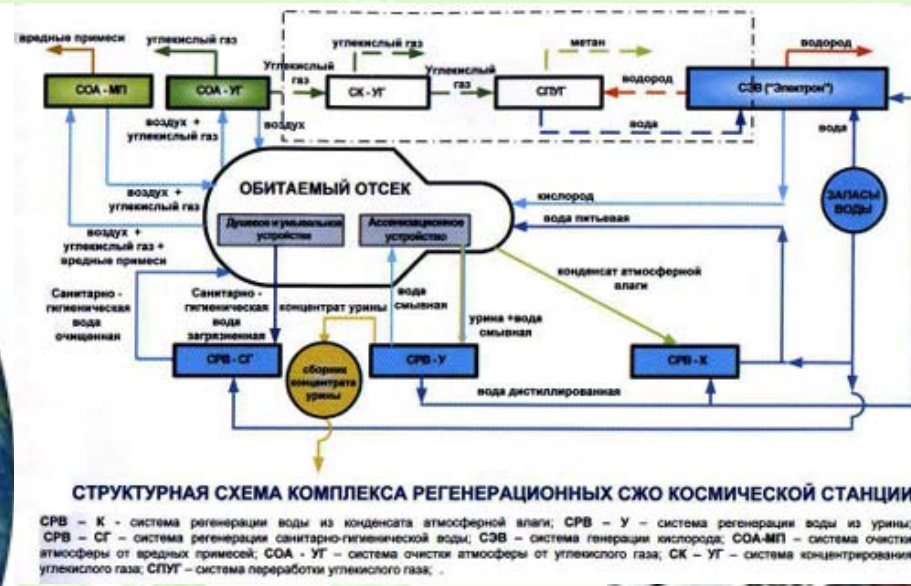 вредные примеси
углекислый газ
углекислый газ
метан
водород
Углекислый
газ
Углекислый
газ
водород
СОА - МП
СОА - УГ
СК - УГ
СПУГ
СЭВ ("Электрон")
воздух +
углекислый газ
воздух
вода
вода
ОБИТАЕМЫЙ ОТСЕК
воздух +
углекислый газ
кислород
ЗАПАСЫ
ВОДЫ
Душевое и умывальное
устройства
Ассенизационное
устройство
вода питьевая
воздух +
углекислый газ +
вредные примеси
конденсат атмосферной
влаги
Санитарно -
гигиеническая
вода
очищенная
Санитарно -
гигиеническая
вода
загрязненная
концентрат урины
вода
смывная
урина +вода
смывная
СРВ - СГ
сборник
концентрата
урины
СРВ - У
СРВ - К
вода дистиллированная
СТРУКТУРНАЯ СХЕМА КОМПЛЕКСА РЕГЕНЕРАЦИОННЫХ СЖО КОСМИЧЕСКОЙ СТАНЦИИ
СРВ – К - система регенерации воды из конденсата атмосферной влаги; СРВ – У – система регенерации воды из урины;
СРВ – СГ – система регенерации санитарно-гигиенической воды; СЭВ – система генерации кислорода; СОА-МП – система очистки
атмосферы от вредных примесей; СОА - УГ – система очистки атмосферы от углекислого газа; СК – УГ – система концентрирования
углекислого газа; СПУГ – система переработки углекислого газа; .